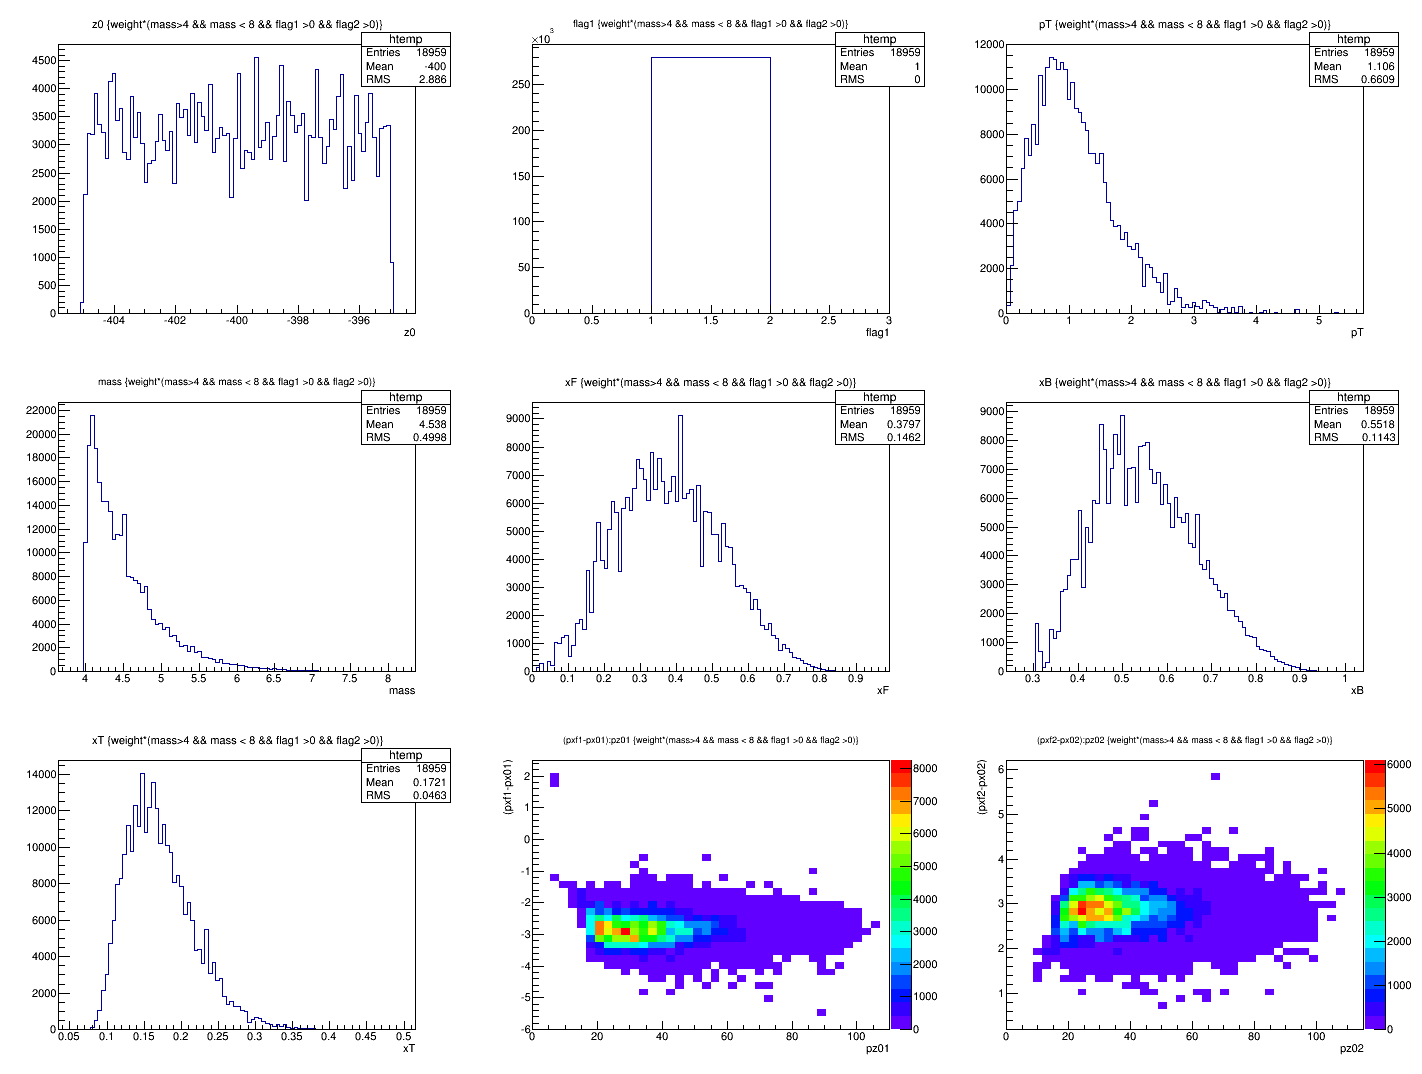 z0 {weight*(mass>4 && mass < 8 && flag1 >0 && flag2 >0)}
htemp
Entries 18959
Mean -400
RMS 2.886
4500
4000
3500
3000
2500
2000
1500
1000
500
0
-404 -402 -400 -398 -396
z0
flag1 {weight*(mass>4 && mass < 8 && flag1 >0 && flag2 >0)}
×10 3
htemp
Entries 18959
Mean 1
RMS 0
250
200
150
100
50
0
0 0.5 1 1.5 2 2.5 3
flag1
pT {weight*(mass>4 && mass < 8 && flag1 >0 && flag2 >0)}
htemp
Entries 18959
Mean 1.106
RMS 0.6609
12000
10000
8000
6000
4000
2000
0
0 1 2 3 4 5
pT
mass {weight*(mass>4 && mass < 8 && flag1 >0 && flag2 >0)}
htemp
Entries 18959
Mean 4.538
RMS 0.4998
22000
20000
18000
16000
14000
12000
10000
8000
6000
4000
2000
0
4 4.5 5 5.5 6 6.5 7 7.5 8
mass
xF {weight*(mass>4 && mass < 8 && flag1 >0 && flag2 >0)}
htemp
Entries 18959
Mean 0.3797
RMS 0.1462
9000
8000
7000
6000
5000
4000
3000
2000
1000
0
0 0.1 0.2 0.3 0.4 0.5 0.6 0.7 0.8 0.9
xF
xB {weight*(mass>4 && mass < 8 && flag1 >0 && flag2 >0)}
htemp
Entries 18959
Mean 0.5518
RMS 0.1143
9000
8000
7000
6000
5000
4000
3000
2000
1000
0
0.3 0.4 0.5 0.6 0.7 0.8 0.9 1
xB
xT {weight*(mass>4 && mass < 8 && flag1 >0 && flag2 >0)}
htemp
Entries 18959
Mean 0.1721
RMS 0.0463
14000
12000
10000
8000
6000
4000
2000
0
0.05 0.1 0.15 0.2 0.25 0.3 0.35 0.4 0.45 0.5
xT
(pxf1-px01):pz01 {weight*(mass>4 && mass < 8 && flag1 >0 && flag2 >0)}
(pxf1-px01)
2
1
0
-1
-2
-3
-4
-5
-6
0 20 40 60 80 100
pz01
8000
7000
6000
5000
4000
3000
2000
1000
0
(pxf2-px02):pz02 {weight*(mass>4 && mass < 8 && flag1 >0 && flag2 >0)}
(pxf2-px02)
6
5
4
3
2
1
0 20 40 60 80 100
pz02
6000
5000
4000
3000
2000
1000
0